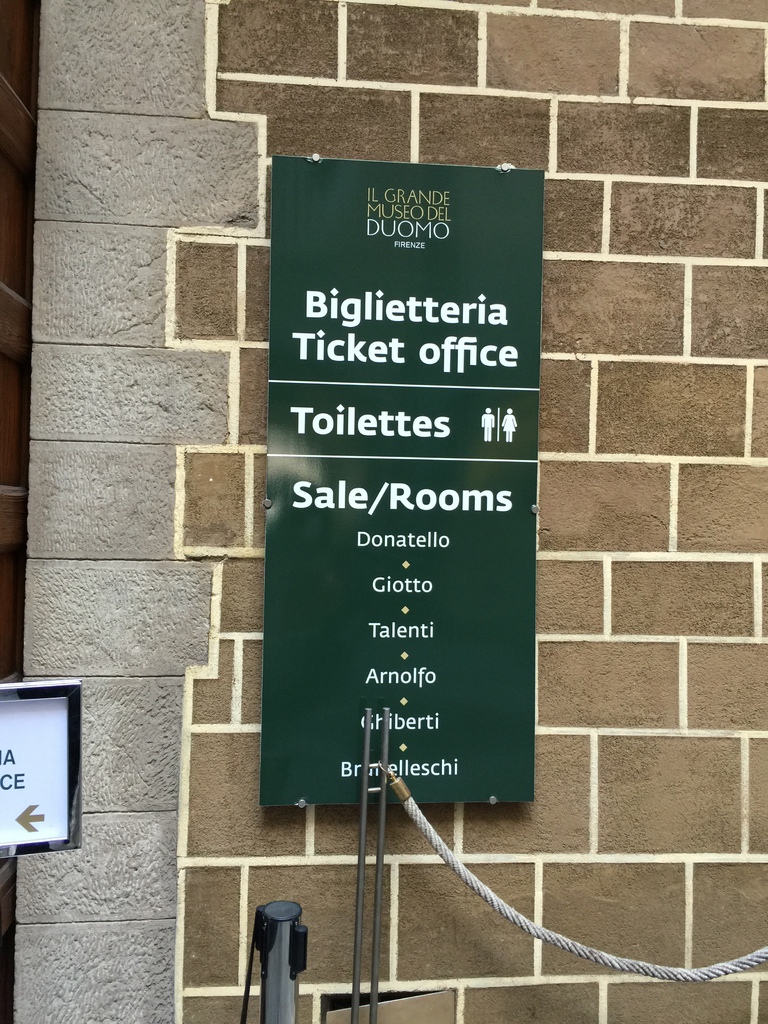 IL GRANDE
MUSEO DEL
DUOMO
FIRENZE
Biglietteria
Ticket office
Toilettes
Sale/Rooms
Donatello
Giotto
Talenti
Arnolfo
Ghiberti
Brunelleschi
IA
CE